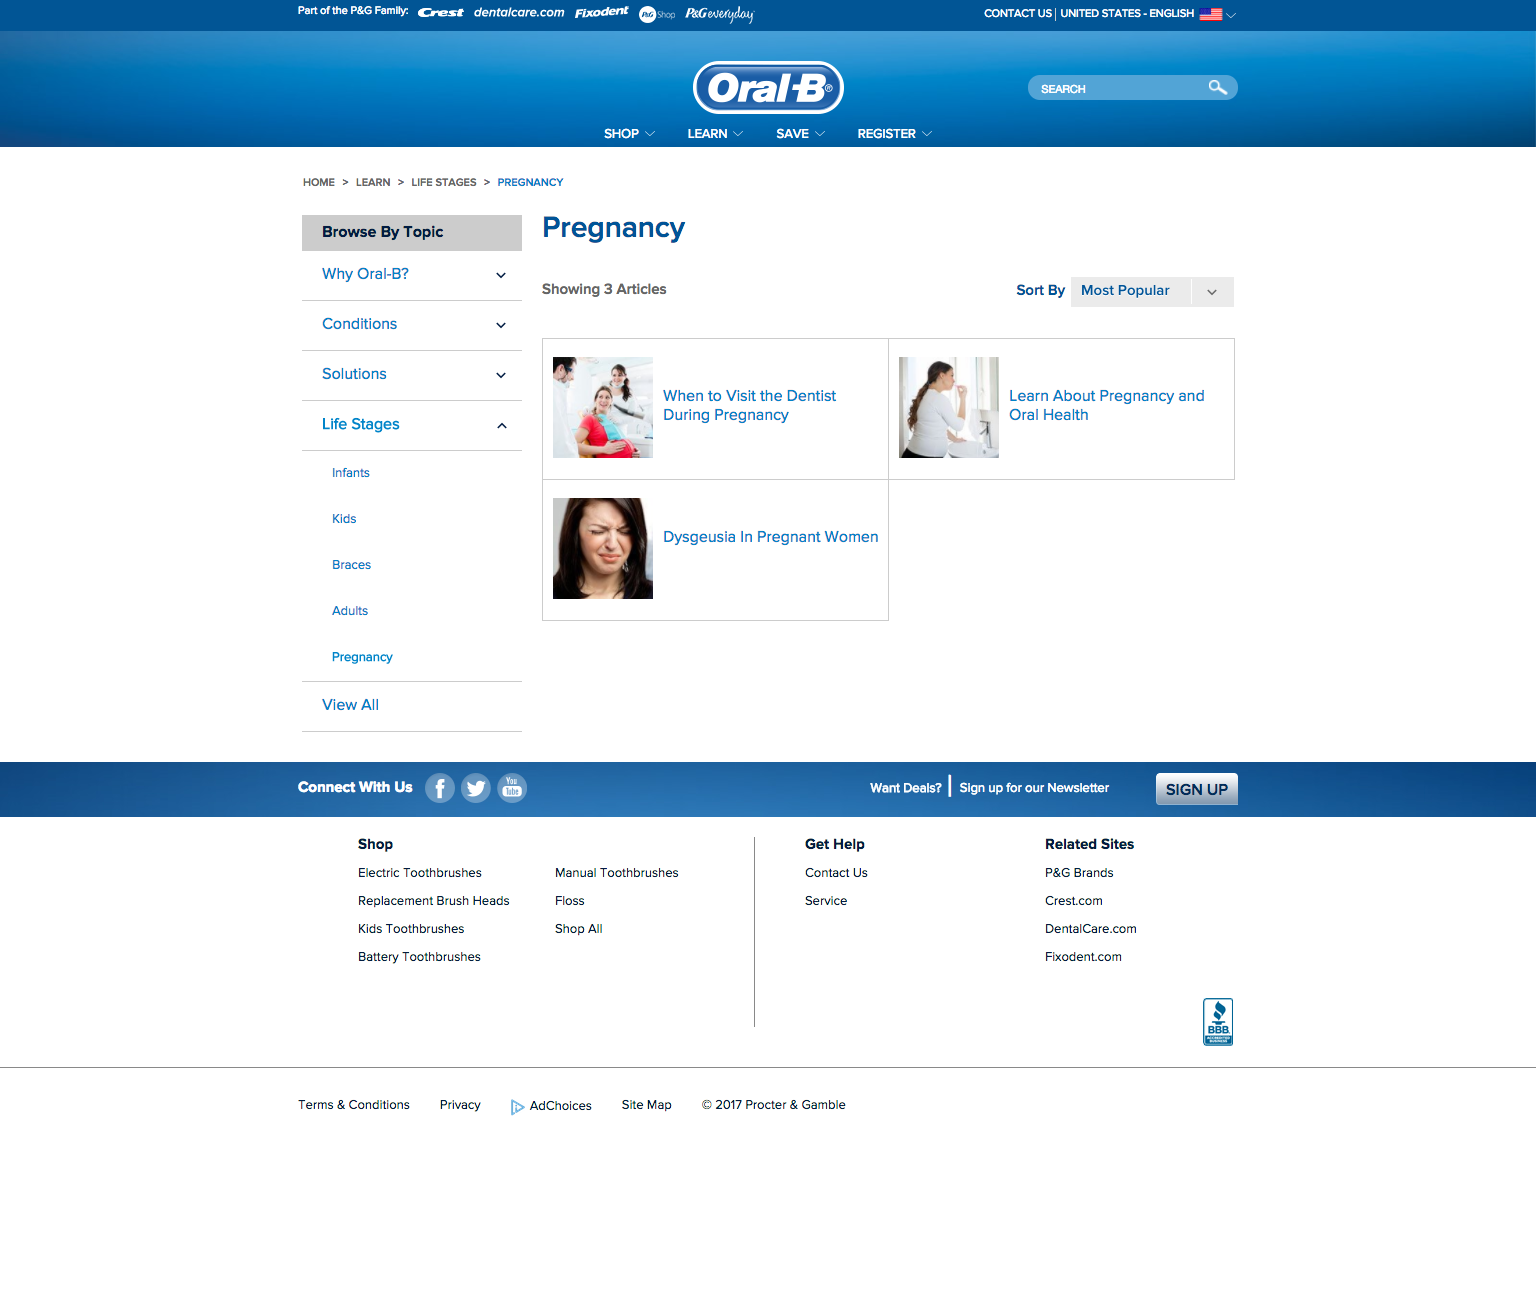 Part of the P&G Family: Crest dentalcare.com Fixodent P&G Shop P&G everyday
CONTACT US | UNITED STATES - ENGLISH
Oral-B®
SEARCH
SHOP LEARN SAVE REGISTER
HOME > LEARN > LIFE STAGES > PREGNANCY
Browse By Topic
Why Oral-B?
Conditions
Solutions
Life Stages
Infants
Kids
Braces
Adults
Pregnancy
View All
Pregnancy
Showing 3 Articles
Sort By Most Popular
When to Visit the Dentist
During Pregnancy
Learn About Pregnancy and
Oral Health
Dysgeusia In Pregnant Women
Connect With Us
You
Tube
Want Deals? | Sign up for our Newsletter
SIGN UP
Shop
Electric Toothbrushes
Replacement Brush Heads
Kids Toothbrushes
Battery Toothbrushes
Manual Toothbrushes
Floss
Shop All
Get Help
Contact Us
Service
Related Sites
P&G Brands
Crest.com
DentalCare.com
Fixodent.com
BBB
ACCREDITED
BUSINESS
Terms & Conditions Privacy AdChoices Site Map © 2017 Procter & Gamble